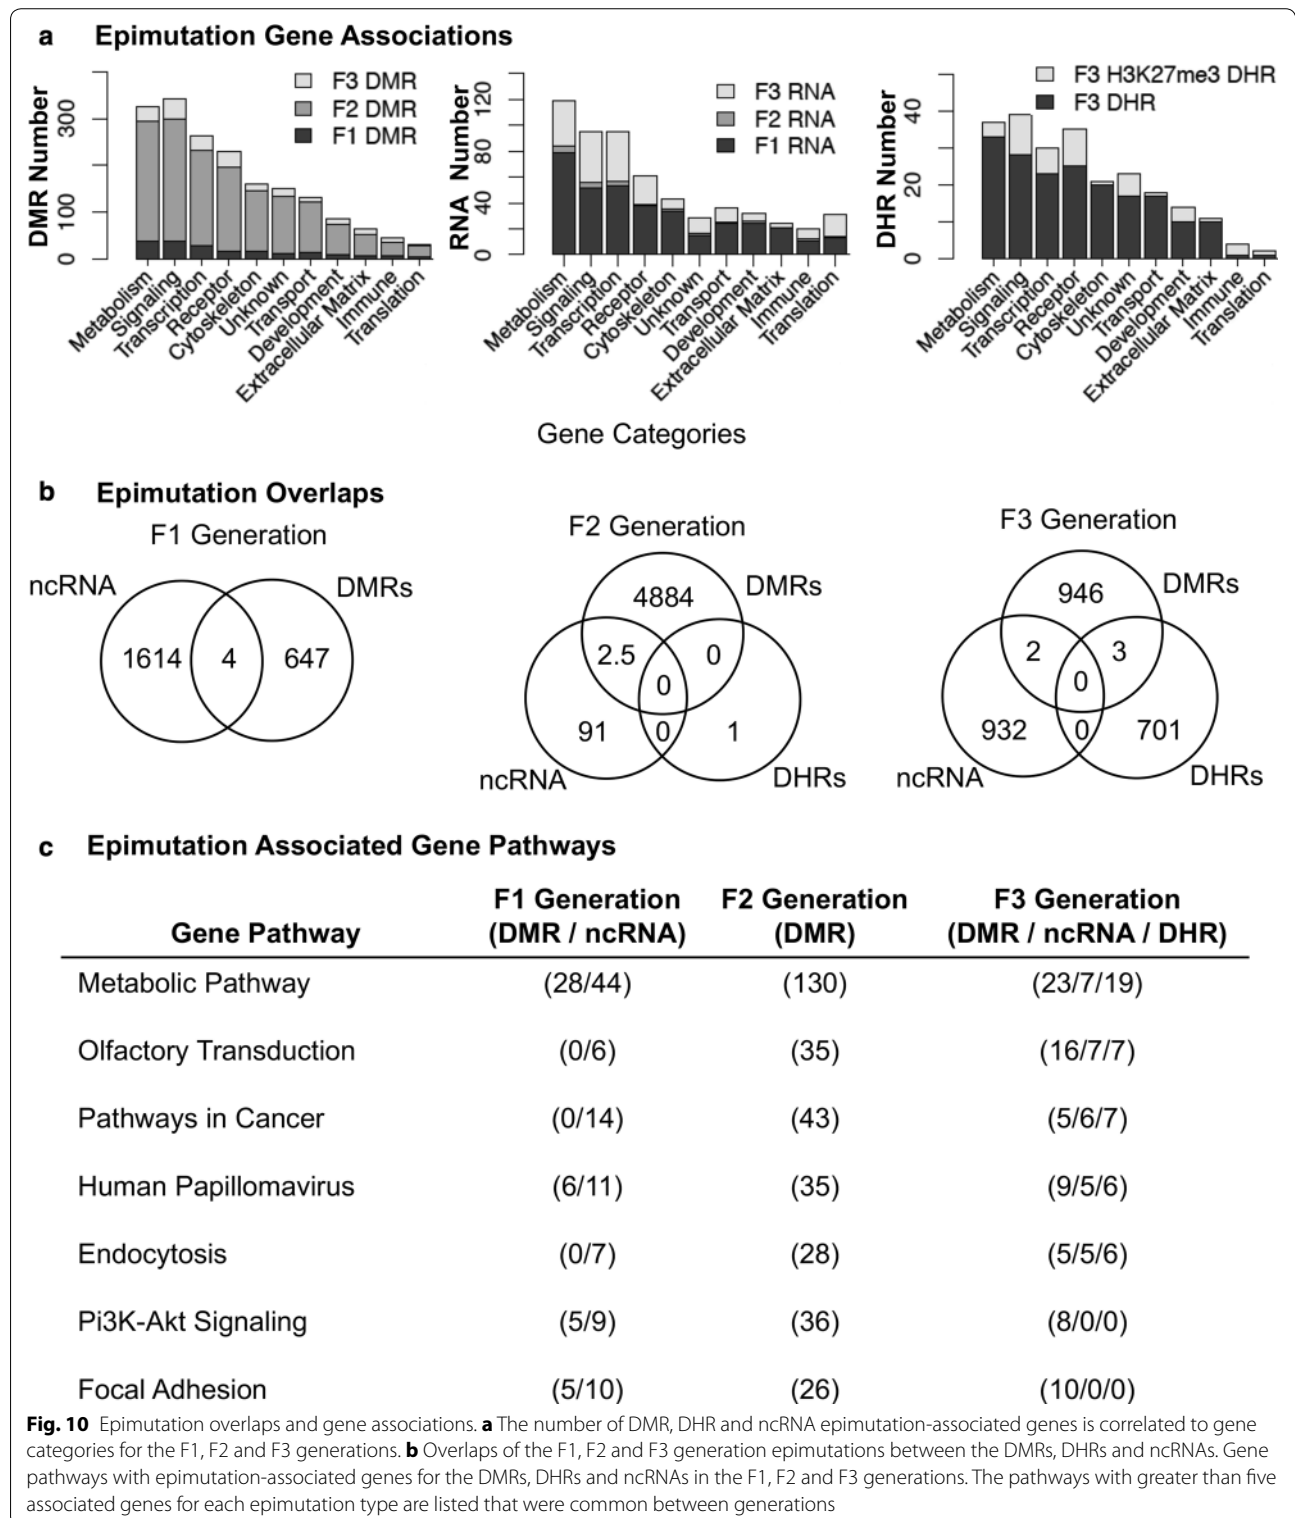 a Epimutation Gene Associations
DMR Number
0
100
300
F3 DMR
F2 DMR
F1 DMR
Metabolism
Signaling
Transcription
Receptor
Cytoskeleton
Unknown
Transport
Development
Extracellular Matrix
Immune
Translation
RNA Number
0
40
80
120
F3 RNA
F2 RNA
F1 RNA
Metabolism
Signaling
Transcription
Receptor
Cytoskeleton
Unknown
Transport
Development
Extracellular Matrix
Immune
Translation
DHR Number
0
20
40
F3 H3K27me3 DHR
F3 DHR
Metabolism
Signaling
Transcription
Receptor
Cytoskeleton
Unknown
Transport
Development
Extracellular Matrix
Immune
Translation
Gene Categories
b Epimutation Overlaps
F1 Generation
ncRNA
DMRs
1614 4 647
F2 Generation
4884
DMRs
2.5 0
0
91 0 1
ncRNA
DHRs
F3 Generation
946
DMRs
2 3
0
932 0 701
ncRNA
DHRs
c Epimutation Associated Gene Pathways
F1 Generation F2 Generation F3 Generation
Gene Pathway (DMR / ncRNA) (DMR) (DMR / ncRNA / DHR)
Metabolic Pathway (28/44) (130) (23/7/19)
Olfactory Transduction (0/6) (35) (16/7/7)
Pathways in Cancer (0/14) (43) (5/6/7)
Human Papillomavirus (6/11) (35) (9/5/6)
Endocytosis (0/7) (28) (5/5/6)
Pi3K-Akt Signaling (5/9) (36) (8/0/0)
Focal Adhesion (5/10) (26) (10/0/0)
Fig. 10 Epimutation overlaps and gene associations. a The number of DMR, DHR and ncRNA epimutation-associated genes is correlated to gene
categories for the F1, F2 and F3 generations. b Overlaps of the F1, F2 and F3 generation epimutations between the DMRs, DHRs and ncRNAs. Gene
pathways with epimutation-associated genes for the DMRs, DHRs and ncRNAs in the F1, F2 and F3 generations. The pathways with greater than five
associated genes for each epimutation type are listed that were common between generations